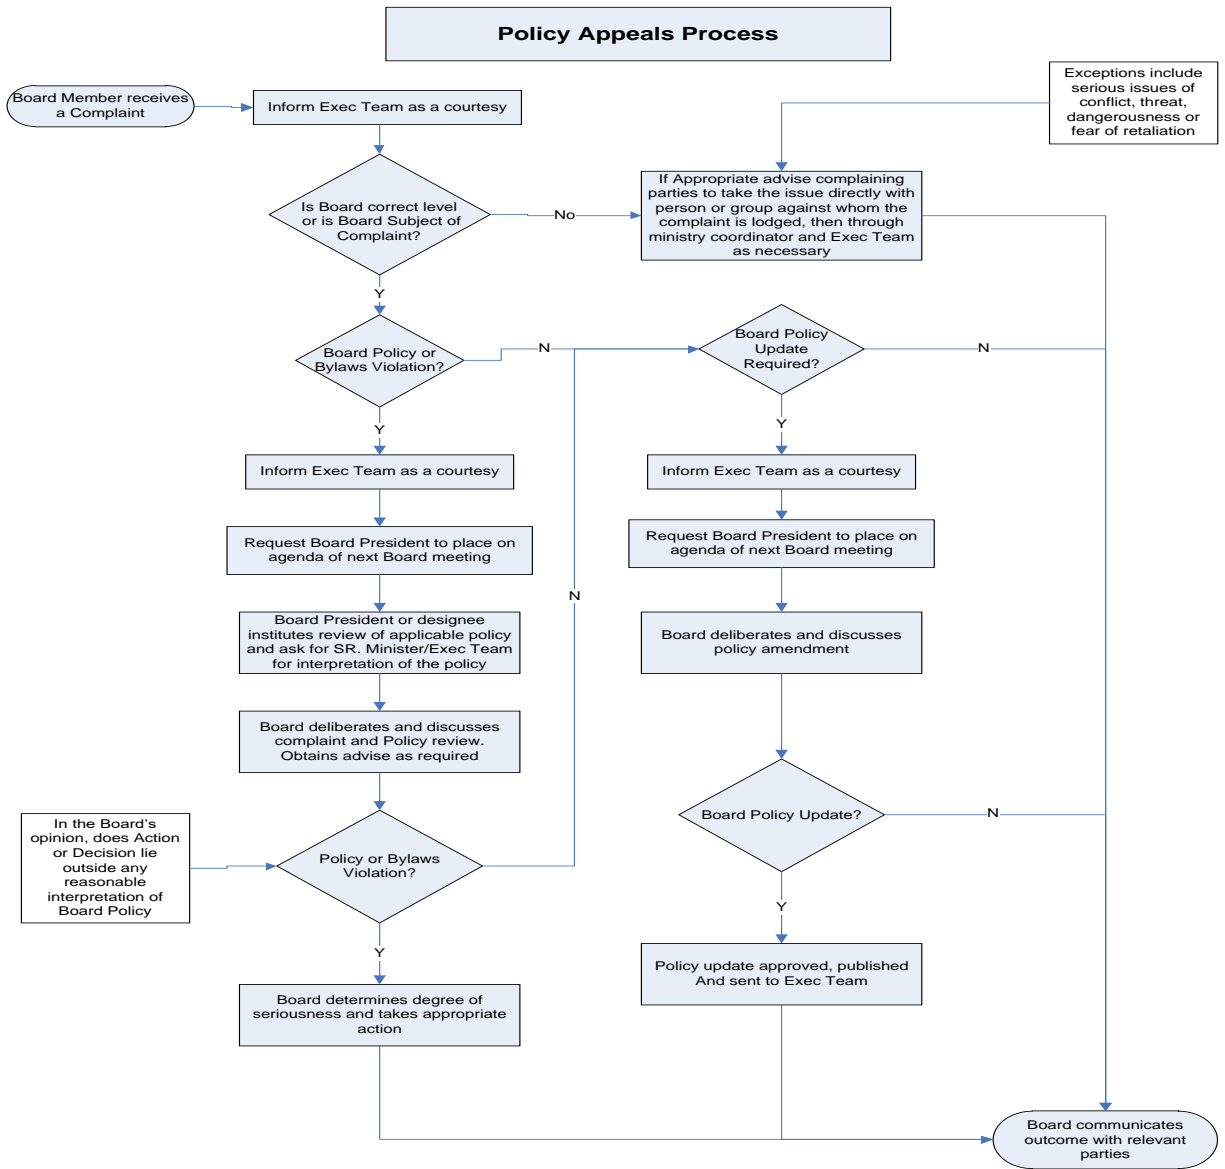 Policy Appeals Process
Board Member receives
a Complaint
Inform Exec Team as a courtesy
Exceptions include
serious issues of
conflict, threat,
dangerousness or
fear of retaliation
Is Board correct level
or is Board Subject of
Complaint?
No
If Appropriate advise complaining
parties to take the issue directly with
person or group against whom the
complaint is lodged, then through
ministry coordinator and Exec Team
as necessary
Y
Board Policy or
Bylaws Violation?
N
Board Policy
Update
Required?
N
Y
Y
Inform Exec Team as a courtesy
Inform Exec Team as a courtesy
Request Board President to place on
agenda of next Board meeting
Request Board President to place on
agenda of next Board meeting
N
Board President or designee
institutes review of applicable policy
and ask for SR. Minister/Exec Team
for interpretation of the policy
Board deliberates and discusses
policy amendment
Board deliberates and discusses
complaint and Policy review.
Obtains advise as required
In the Board's
opinion, does Action
or Decision lie
outside any
reasonable
interpretation of
Board Policy
Policy or Bylaws
Violation?
Board Policy Update?
N
Y
Y
Policy update approved, published
And sent to Exec Team
Board determines degree of
seriousness and takes appropriate
action
Board communicates
outcome with relevant
parties